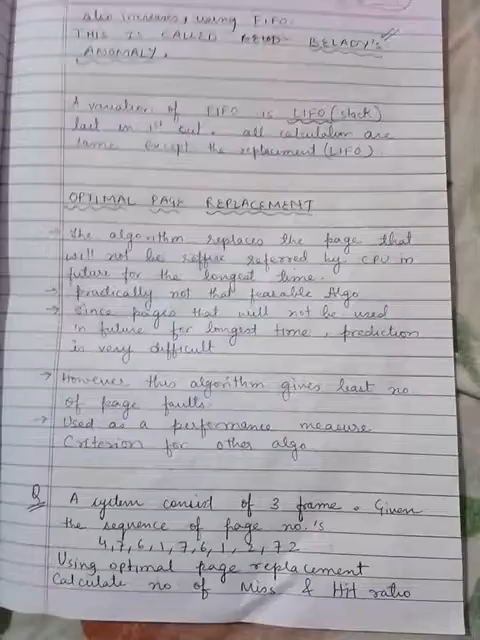 also increases, using FIFO.
THIS IS CALLED BELADY'S
ANOMALY.
A variation of FIFO is LIFO (stack)
last in 1st out. all calculation are
same except the replacement (LIFO)
OPTIMAL PAGE REPLACEMENT
→ The algorithm replaces the page that
will not be referred by CPU in
future for the longest time.
→ practically not that feasable Algo
→ Since pages that will not be used
in future for longest time, prediction
is very difficult
→ However this algorithm gives least no
of page faults.
→ Used as a performance measure
Criterion for other algo
Q A system consist of 3 frame. Given
the sequence of page no.'s
4,7,6,1,7,6,1,2,7 2
Using optimal page replacement
Calculate no of Miss & Hit ratio